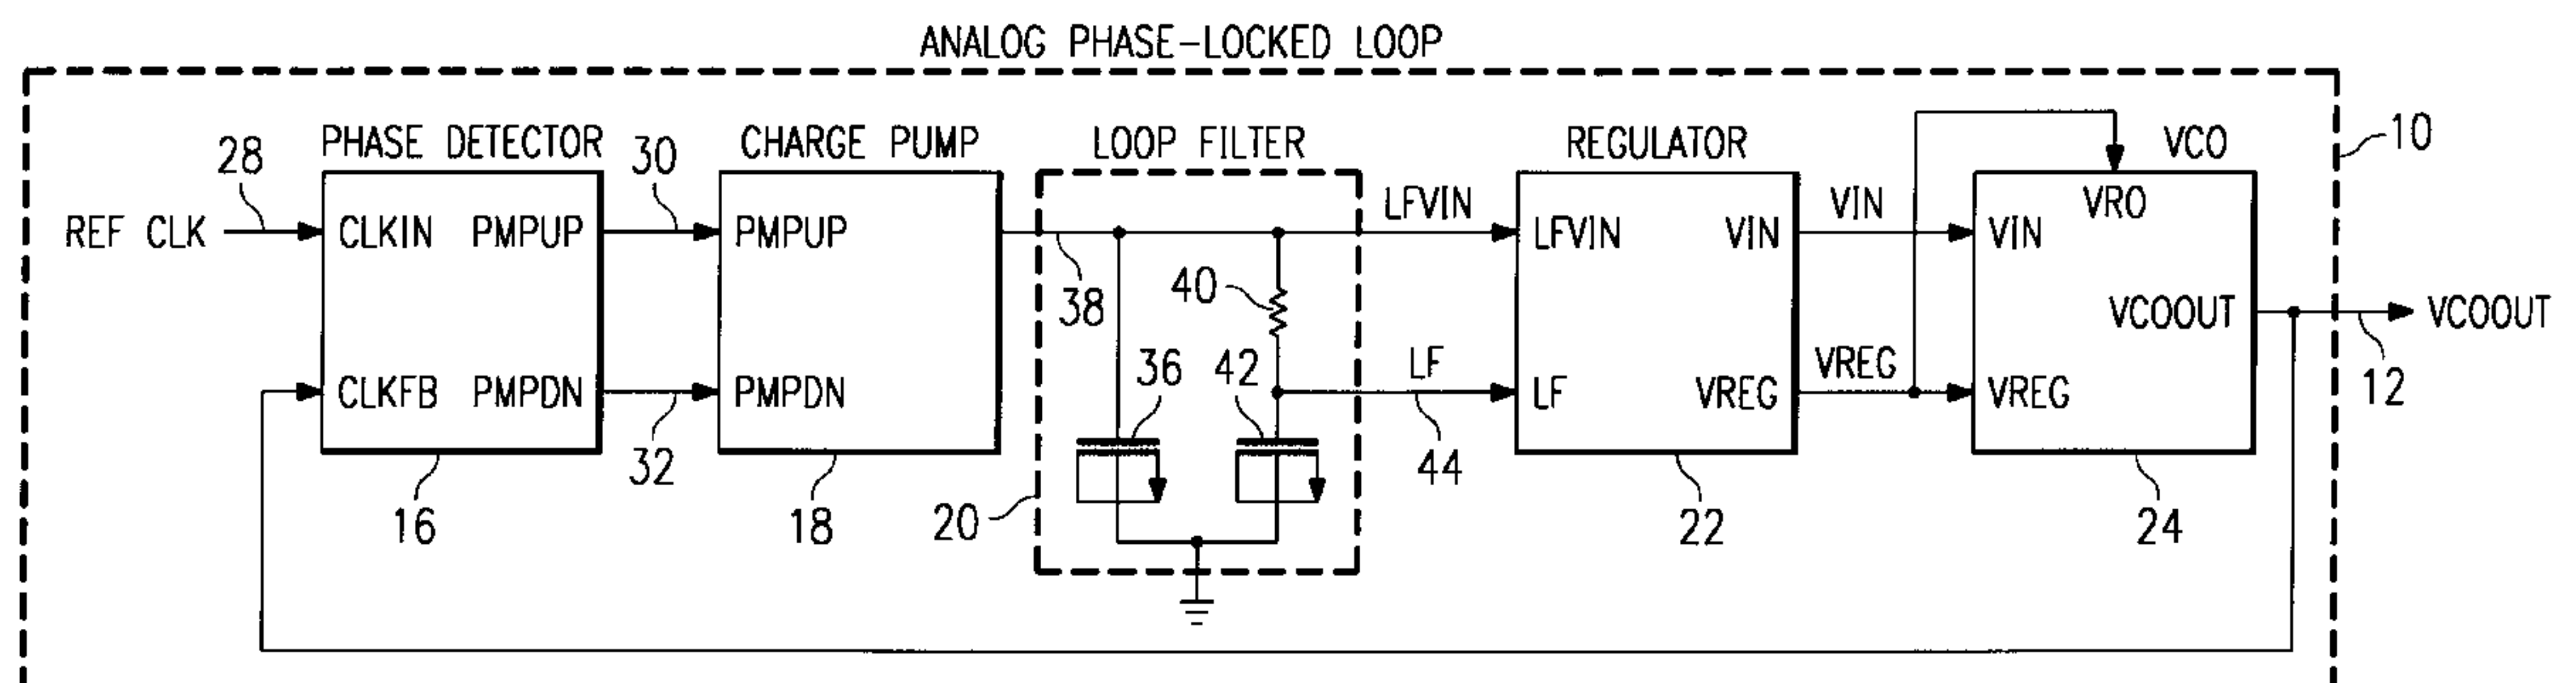 ANALOG PHASE-LOCKED LOOP
10
28
PHASE DETECTOR
30
CHARGE PUMP
LOOP FILTER
REGULATOR
VCO
REF CLK
CLKIN
PMPUP
PMPUP
38
LFVIN
LFVIN
VIN
VIN
VIN
VRO
40
VCOOUT
VCOOUT
12
CLKFB
PMPDN
32
PMPDN
36
42
LF
44
LF
VREG
VREG
VREG
16
18
20
22
24